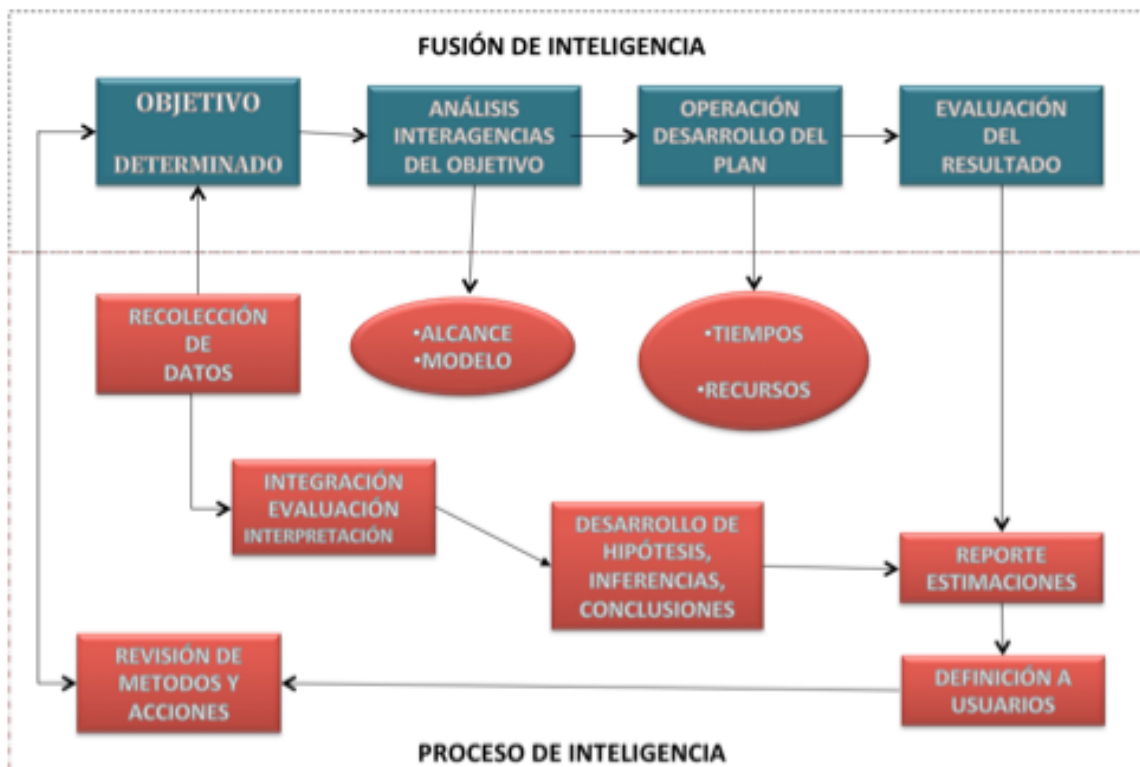 FUSIÓN DE INTELIGENCIA
OBJETIVO
DETERMINADO
ANÁLISIS
INTERAGENCIAS
DEL OBJETIVO
OPERACIÓN
DESARROLLO DEL
PLAN
EVALUACIÓN
DEL
RESULTADO
RECOLECCIÓN
DE
DATOS
•ALCANCE
•MODELO
•TIEMPOS
•RECURSOS
INTEGRACIÓN
EVALUACIÓN
INTERPRETACIÓN
DESARROLLO DE
HIPÓTESIS,
INFERENCIAS,
CONCLUSIONES
REPORTE
ESTIMACIONES
REVISIÓN DE
METODOS Y
ACCIONES
DEFINICIÓN A
USUARIOS
PROCESO DE INTELIGENCIA